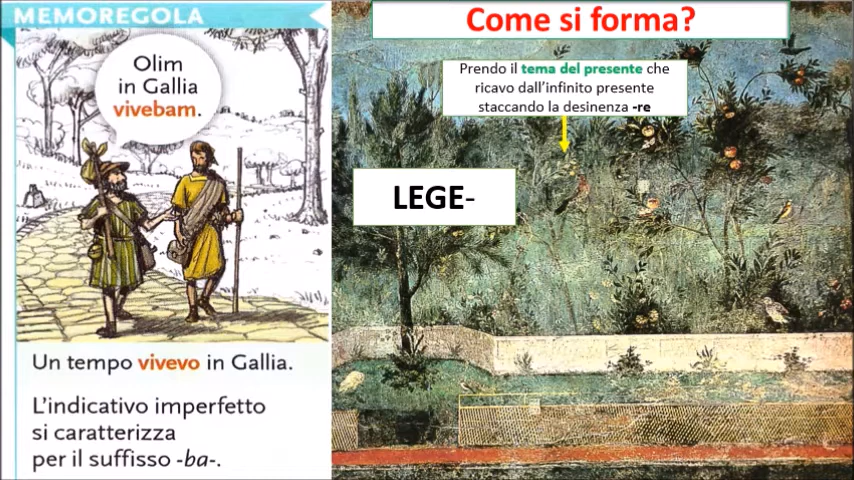 MEMOREGOLA
Olim
in Gallia
vivebam.
Un tempo vivevo in Gallia.
L'indicativo imperfetto
si caratterizza
per il suffisso -ba-.
Come si forma?
Prendo il tema del presente che
ricavo dall'infinito presente
staccando la desinenza -re
LEGE-